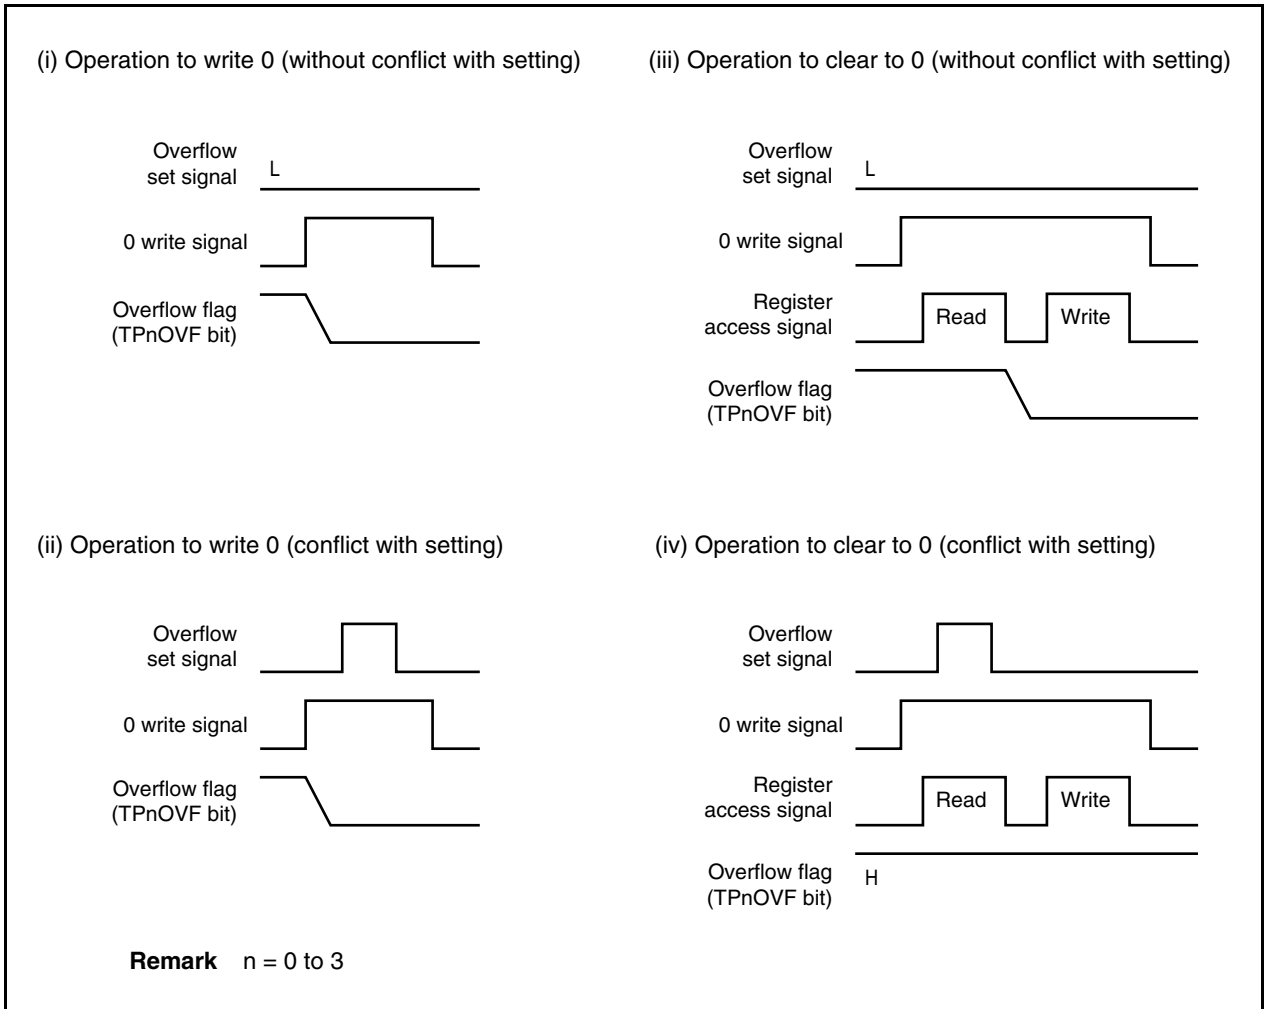 (i) Operation to write 0 (without conflict with setting)
Overflow
set signal
L
0 write signal
Overflow flag
(TPnOVF bit)
(iii) Operation to clear to 0 (without conflict with setting)
Overflow
set signal
L
0 write signal
Register
access signal
Read
Write
Overflow flag
(TPnOVF bit)
(ii) Operation to write 0 (conflict with setting)
Overflow
set signal
0 write signal
Overflow flag
(TPnOVF bit)
(iv) Operation to clear to 0 (conflict with setting)
Overflow
set signal
0 write signal
Register
access signal
Read
Write
Overflow flag
(TPnOVF bit)
H
Remark n = 0 to 3